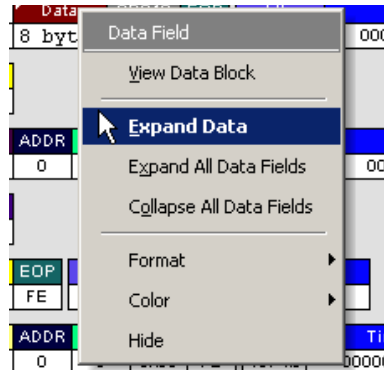 Data
8 byt
Data Field
000
View Data Block
Expand Data
ADDR
0
Expand All Data Fields
00
Collapse All Data Fields
EOP
FE
Format
Color
ADDR
0
Hide
Ti
00000